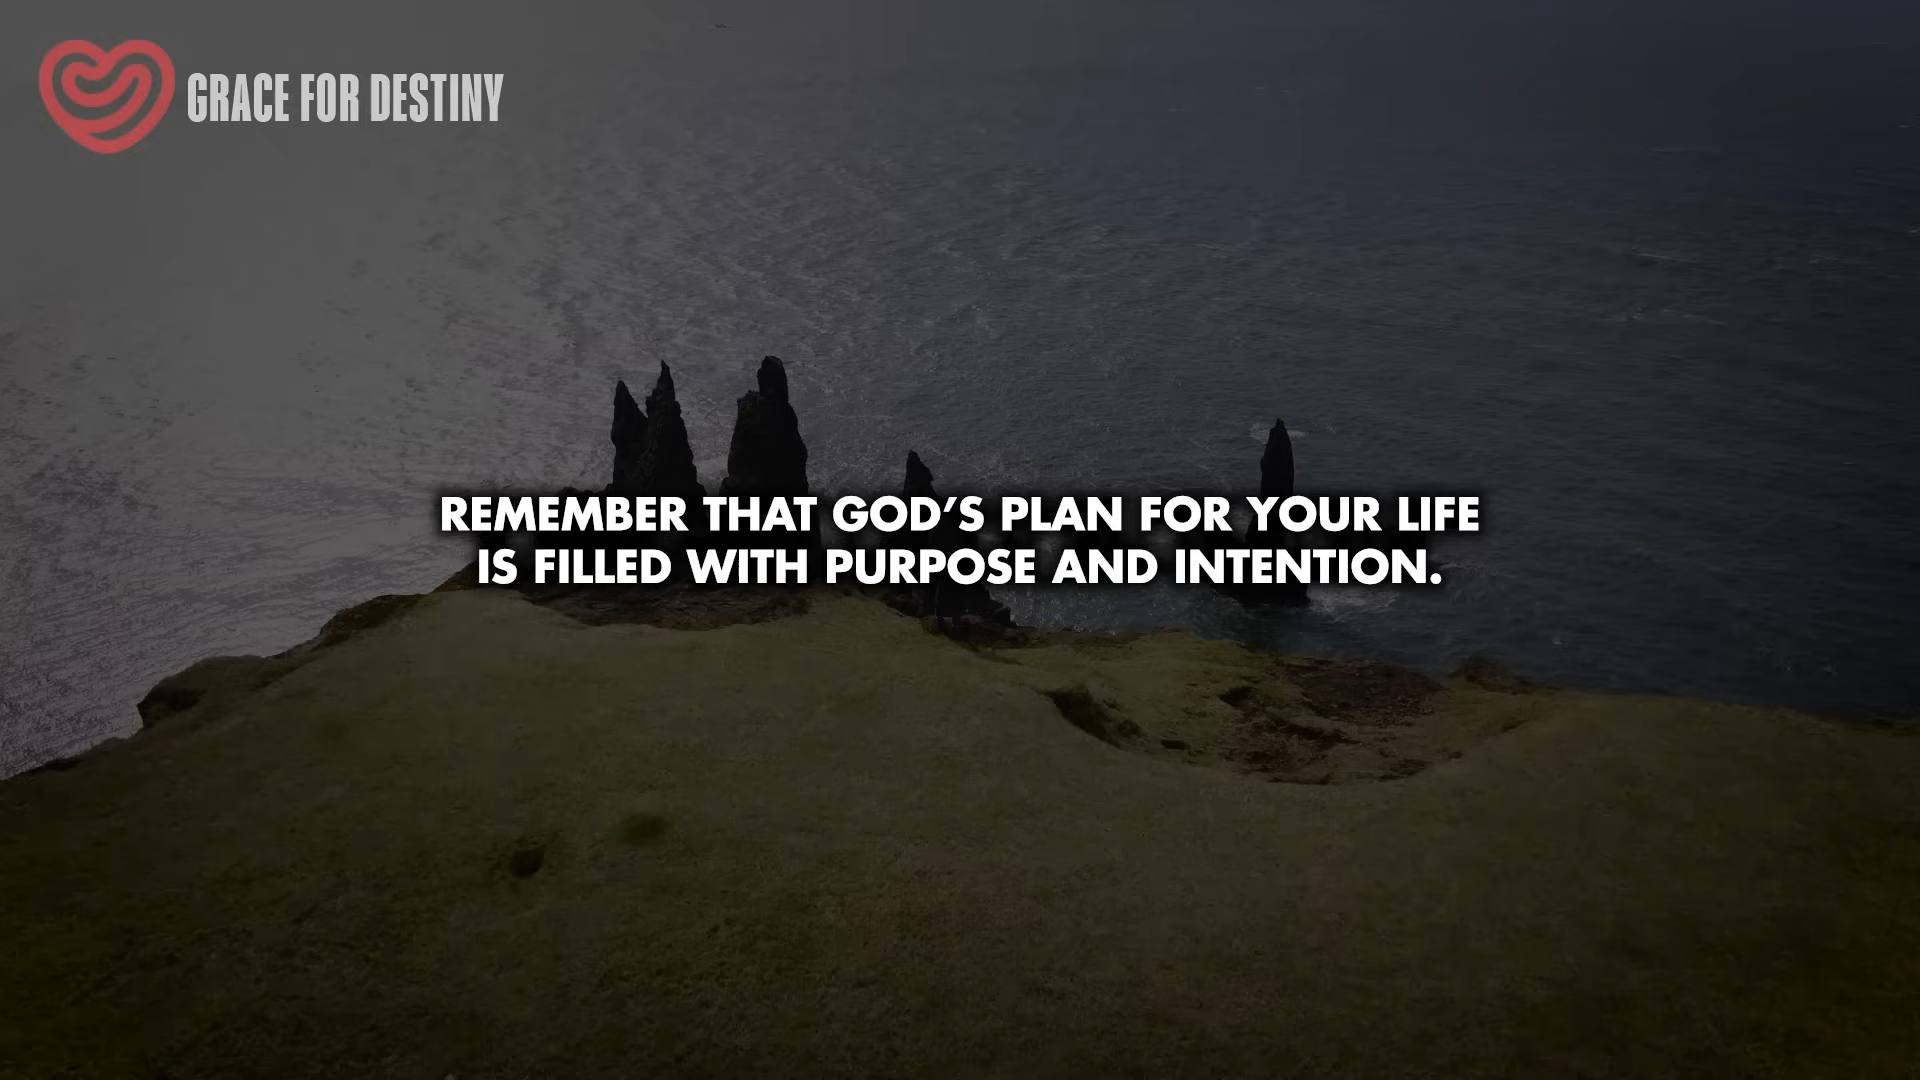 GRACE FOR DESTINY
REMEMBER THAT GOD'S PLAN FOR YOUR LIFE
IS FILLED WITH PURPOSE AND INTENTION.